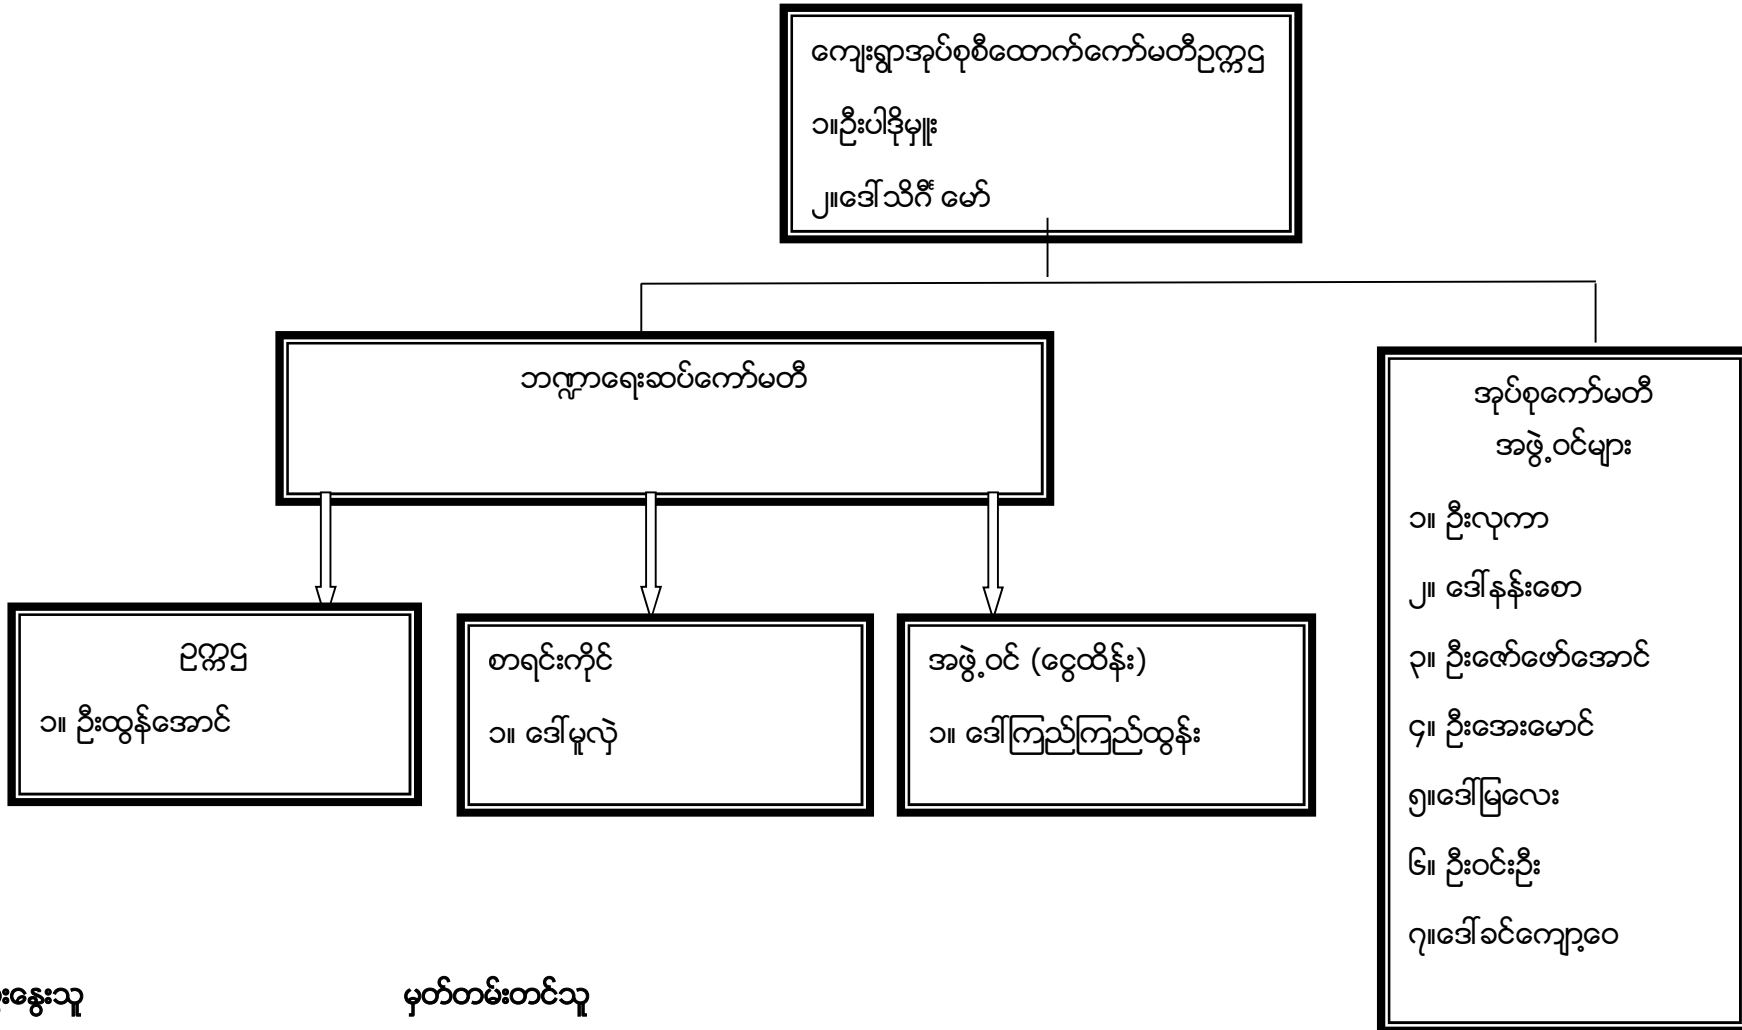 ကျေးရွာအုပ်စုစီထောက်ကော်မတီဥက္ကဌ
၁။ဦးပါဒိုမှူး
၂။ဒေါ်သိင်္ဂီ မော်
ဘဏ္ဍာရေးဆပ်ကော်မတီ
ဥက္ကဌ
၁။ ဦးထွန်အောင်
စာရင်းကိုင်
၁။ ဒေါ်မူလှဲ
အဖွဲ့ဝင် (ငွေထိန်း)
၁။ ဒေါ်ကြည်ကြည်ထွန်း
အုပ်စုကော်မတီ
အဖွဲ့ဝင်များ
၁။ ဦးလုကာ
၂။ ဒေါ်နန်းစော
၃။ ဦးဇော်ဖော်အောင်
၄။ ဦးအေးမောင်
၅။ဒေါ်မြလေး
၆။ ဦးဝင်းဦး
၇။ဒေါ်ခင်ကျော့ဝေ
မှတ်တမ်းတင်သူ